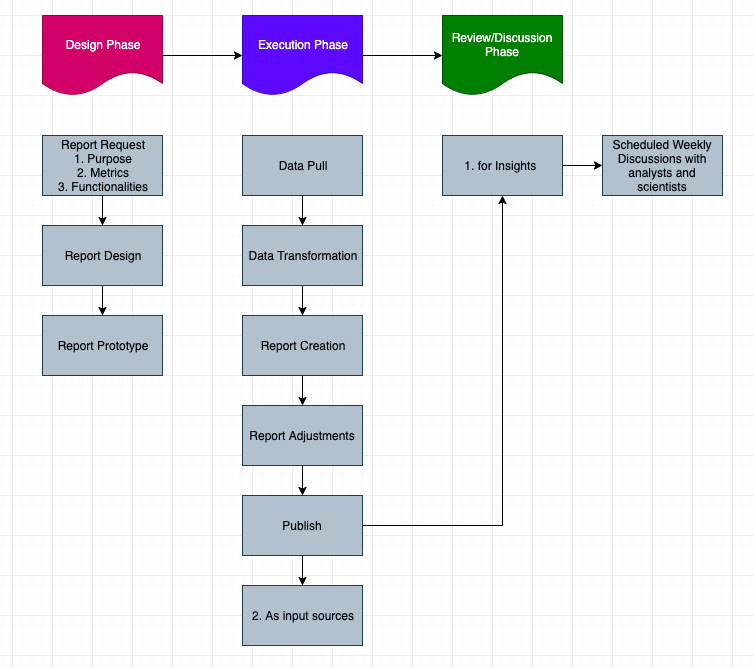 Design Phase
Execution Phase
Review/Discussion
Phase
Report Request
1. Purpose
2. Metrics
3. Functionalities
Data Pull
1. for Insights
Scheduled Weekly
Discussions with
analysts and
scientists
Report Design
Data Transformation
Report Prototype
Report Creation
Report Adjustments
Publish
2. As input sources